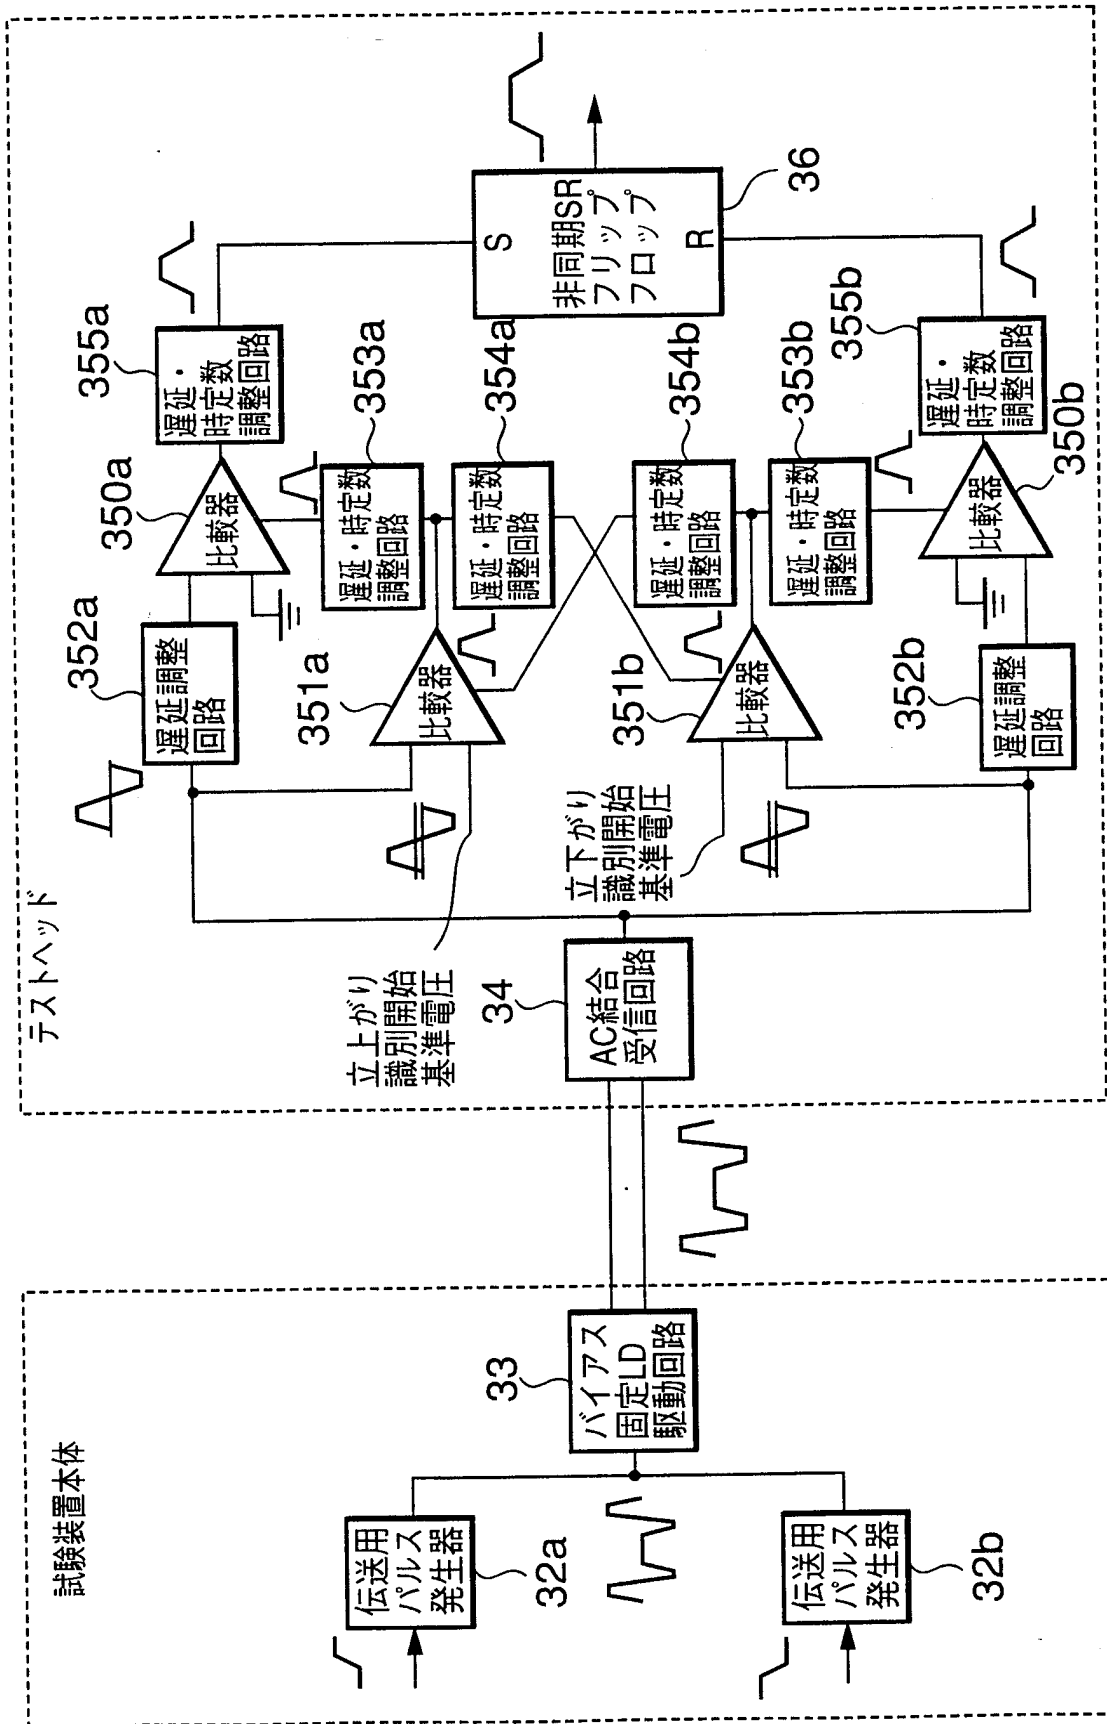 試験装置本体
伝送用
パルス
発生器
32a
伝送用
パルス
発生器
32b
バイアス
固定LD
駆動回路
33
テストヘッド
AC結合
受信回路
34
立上がり
識別開始
基準電圧
立下がり
識別開始
基準電圧
遅延調整
回路
352a
比較器
351a
比較器
351b
遅延調整
回路
352b
比較器
350a
遅延・時定数
調整回路
353a
遅延・時定数
調整回路
354a
遅延・時定数
調整回路
354b
遅延・時定数
調整回路
353b
比較器
350b
遅延・
時定数
調整回路
355a
遅延・
時定数
調整回路
355b
S
非同期SR
フリップ
フロップ
R
36